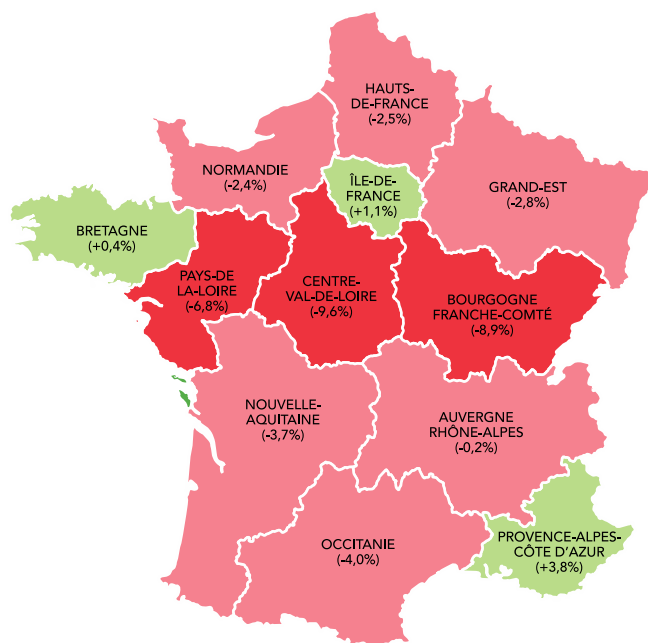 HAUTS-
DE-FRANCE
(-2,5%)
NORMANDIE
(-2,4%)
ÎLE-DE-
FRANCE
(+1,1%)
GRAND-EST
(-2,8%)
BRETAGNE
(+0,4%)
PAYS-DE
LA-LOIRE
(-6,8%)
CENTRE-
VAL-DE-LOIRE
(-9,6%)
BOURGOGNE
FRANCHE-COMTÉ
(-8,9%)
NOUVELLE-
AQUITAINE
(-3,7%)
AUVERGNE
RHÔNE-ALPES
(-0,2%)
OCCITANIE
(-4,0%)
PROVENCE-ALPES-
CÔTE D'AZUR
(+3,8%)